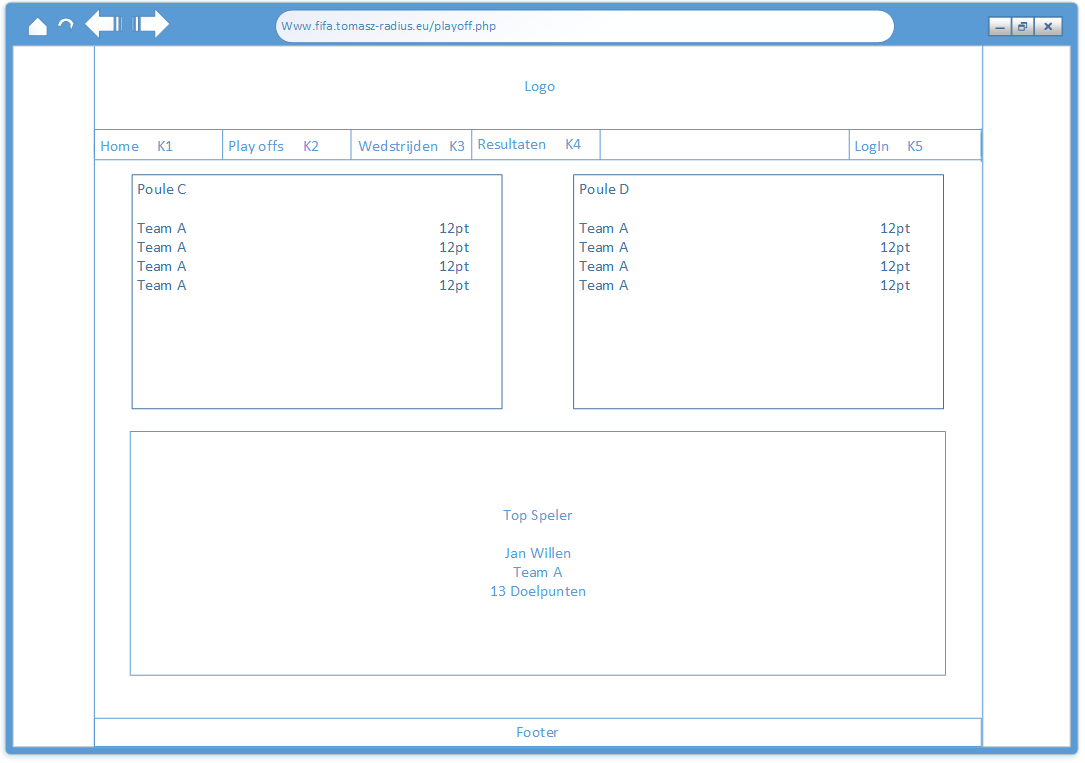 Www.fifa.tomasz-radius.eu/playoff.php
Logo
Home K1 Play offs K2 Wedstrijden K3 Resultaten K4 LogIn K5
Poule C
Team A 12pt
Team A 12pt
Team A 12pt
Team A 12pt
Poule D
Team A 12pt
Team A 12pt
Team A 12pt
Team A 12pt
Top Speler
Jan Willen
Team A
13 Doelpunten
Footer